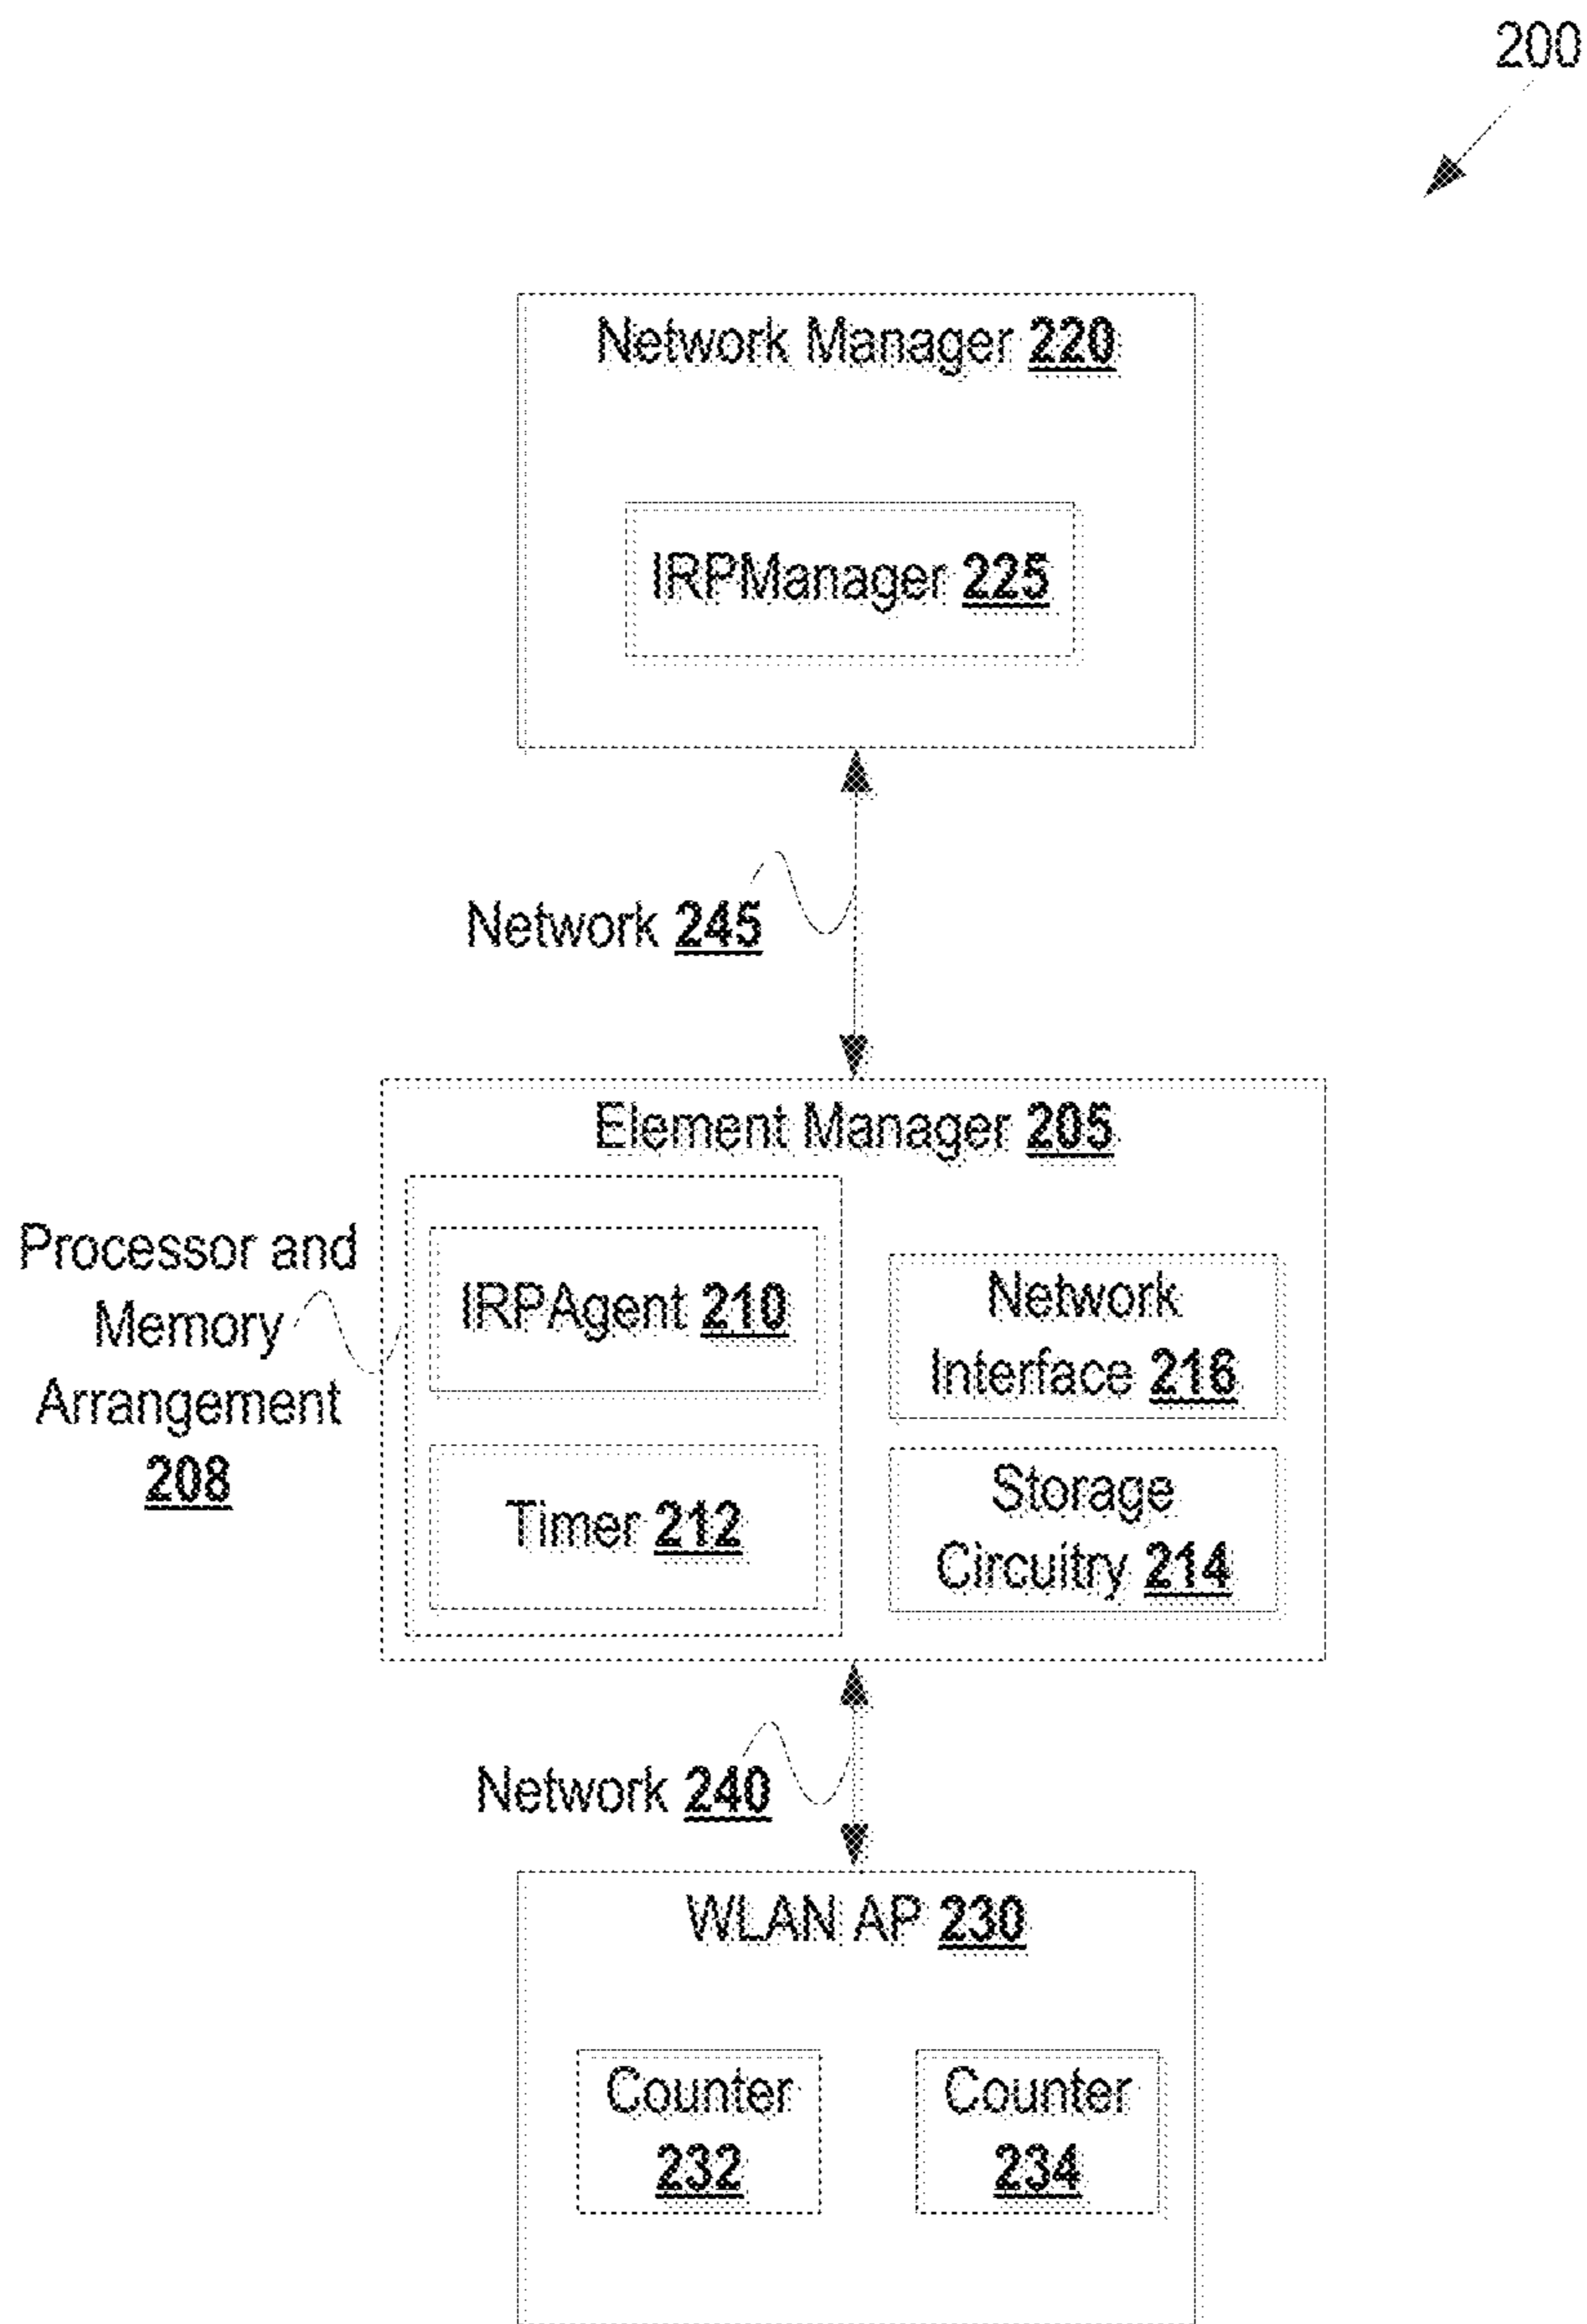 200
Network Manager 220
IRPManager 225
Network 245
Element Manager 205
Processor and
Memory
Arrangement
208
IRPAgent 210
Timer 212
Network
Interface 216
Storage
Circuitry 214
Network 240
WLAN AP 230
Counter
232
Counter
234